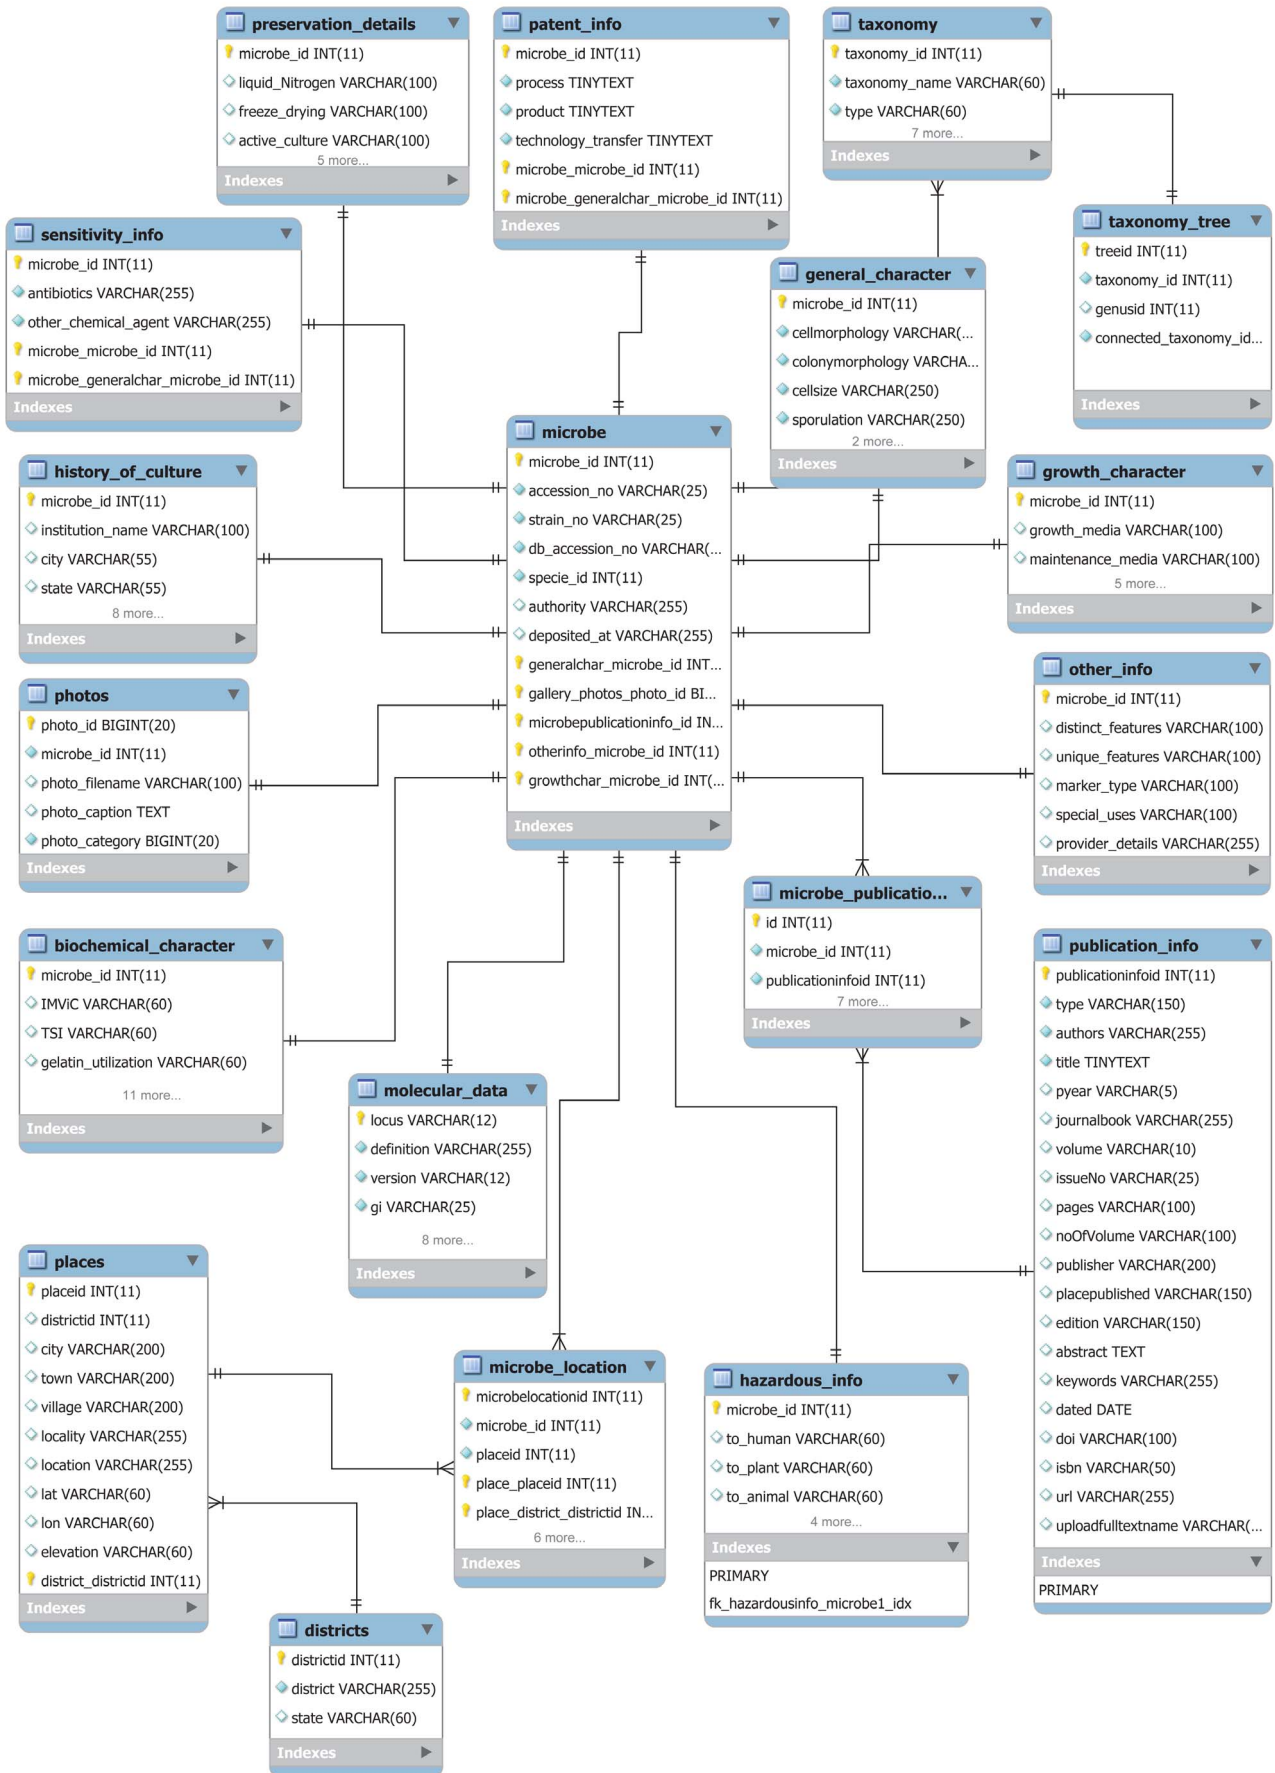 preservation_details
microbe_id INT(11)
liquid_Nitrogen VARCHAR(100)
freeze_drying VARCHAR(100)
active_culture VARCHAR(100)
5 more...
Indexes
patent_info
microbe_id INT(11)
process TINYTEXT
product TINYTEXT
technology_transfer TINYTEXT
microbe_microbe_id INT(11)
microbe_generalchar_microbe_id INT(11)
Indexes
taxonomy
taxonomy_id INT(11)
taxonomy_name VARCHAR(60)
type VARCHAR(60)
7 more...
Indexes
taxonomy_tree
treeid INT(11)
taxonomy_id INT(11)
genusid INT(11)
connected_taxonomy_id...
Indexes
sensitivity_info
microbe_id INT(11)
antibiotics VARCHAR(255)
other_chemical_agent VARCHAR(255)
microbe_microbe_id INT(11)
microbe_generalchar_microbe_id INT(11)
Indexes
general_character
microbe_id INT(11)
cellmorphology VARCHAR(...
colonymorphology VARCHA...
cellsize VARCHAR(250)
sporulation VARCHAR(250)
2 more...
Indexes
microbe
microbe_id INT(11)
accession_no VARCHAR(25)
strain_no VARCHAR(25)
db_accession_no VARCHAR(...
specie_id INT(11)
authority VARCHAR(255)
deposited_at VARCHAR(255)
generalchar_microbe_id INT...
gallery_photos_photo_id BI...
microbepublicationinfo_id IN...
otherinfo_microbe_id INT(11)
growthchar_microbe_id INT(...
Indexes
history_of_culture
microbe_id INT(11)
institution_name VARCHAR(100)
city VARCHAR(55)
state VARCHAR(55)
8 more...
Indexes
growth_character
microbe_id INT(11)
growth_media VARCHAR(100)
maintenance_media VARCHAR(100)
5 more...
Indexes
photos
photo_id BIGINT(20)
microbe_id INT(11)
photo_filename VARCHAR(100)
photo_caption TEXT
photo_category BIGINT(20)
Indexes
other_info
microbe_id INT(11)
distinct_features VARCHAR(100)
unique_features VARCHAR(100)
marker_type VARCHAR(100)
special_uses VARCHAR(100)
provider_details VARCHAR(255)
Indexes
biochemical_character
microbe_id INT(11)
IMViC VARCHAR(60)
TSI VARCHAR(60)
gelatin_utilization VARCHAR(60)
11 more...
Indexes
microbe_publicatio...
id INT(11)
microbe_id INT(11)
publicationinfoid INT(11)
7 more...
Indexes
publication_info
publicationinfoid INT(11)
type VARCHAR(150)
authors VARCHAR(255)
title TINYTEXT
pyear VARCHAR(5)
journalbook VARCHAR(255)
volume VARCHAR(10)
issueNo VARCHAR(25)
pages VARCHAR(100)
noOfVolume VARCHAR(100)
publisher VARCHAR(200)
placepublished VARCHAR(150)
edition VARCHAR(150)
abstract TEXT
keywords VARCHAR(255)
dated DATE
doi VARCHAR(100)
isbn VARCHAR(50)
url VARCHAR(255)
uploadfulltextname VARCHAR(...
Indexes
PRIMARY
molecular_data
locus VARCHAR(12)
definition VARCHAR(255)
version VARCHAR(12)
gi VARCHAR(25)
8 more...
Indexes
places
placeid INT(11)
districtid INT(11)
city VARCHAR(200)
town VARCHAR(200)
village VARCHAR(200)
locality VARCHAR(255)
location VARCHAR(255)
lat VARCHAR(60)
lon VARCHAR(60)
elevation VARCHAR(60)
district_districtid INT(11)
Indexes
microbe_location
microbelocationid INT(11)
microbe_id INT(11)
placeid INT(11)
place_placeid INT(11)
place_district_districtid IN...
6 more...
Indexes
hazardous_info
microbe_id INT(11)
to_human VARCHAR(60)
to_plant VARCHAR(60)
to_animal VARCHAR(60)
4 more...
Indexes
PRIMARY
fk_hazardousinfo_microbe1_idx
districts
districtid INT(11)
district VARCHAR(255)
state VARCHAR(60)
Indexes